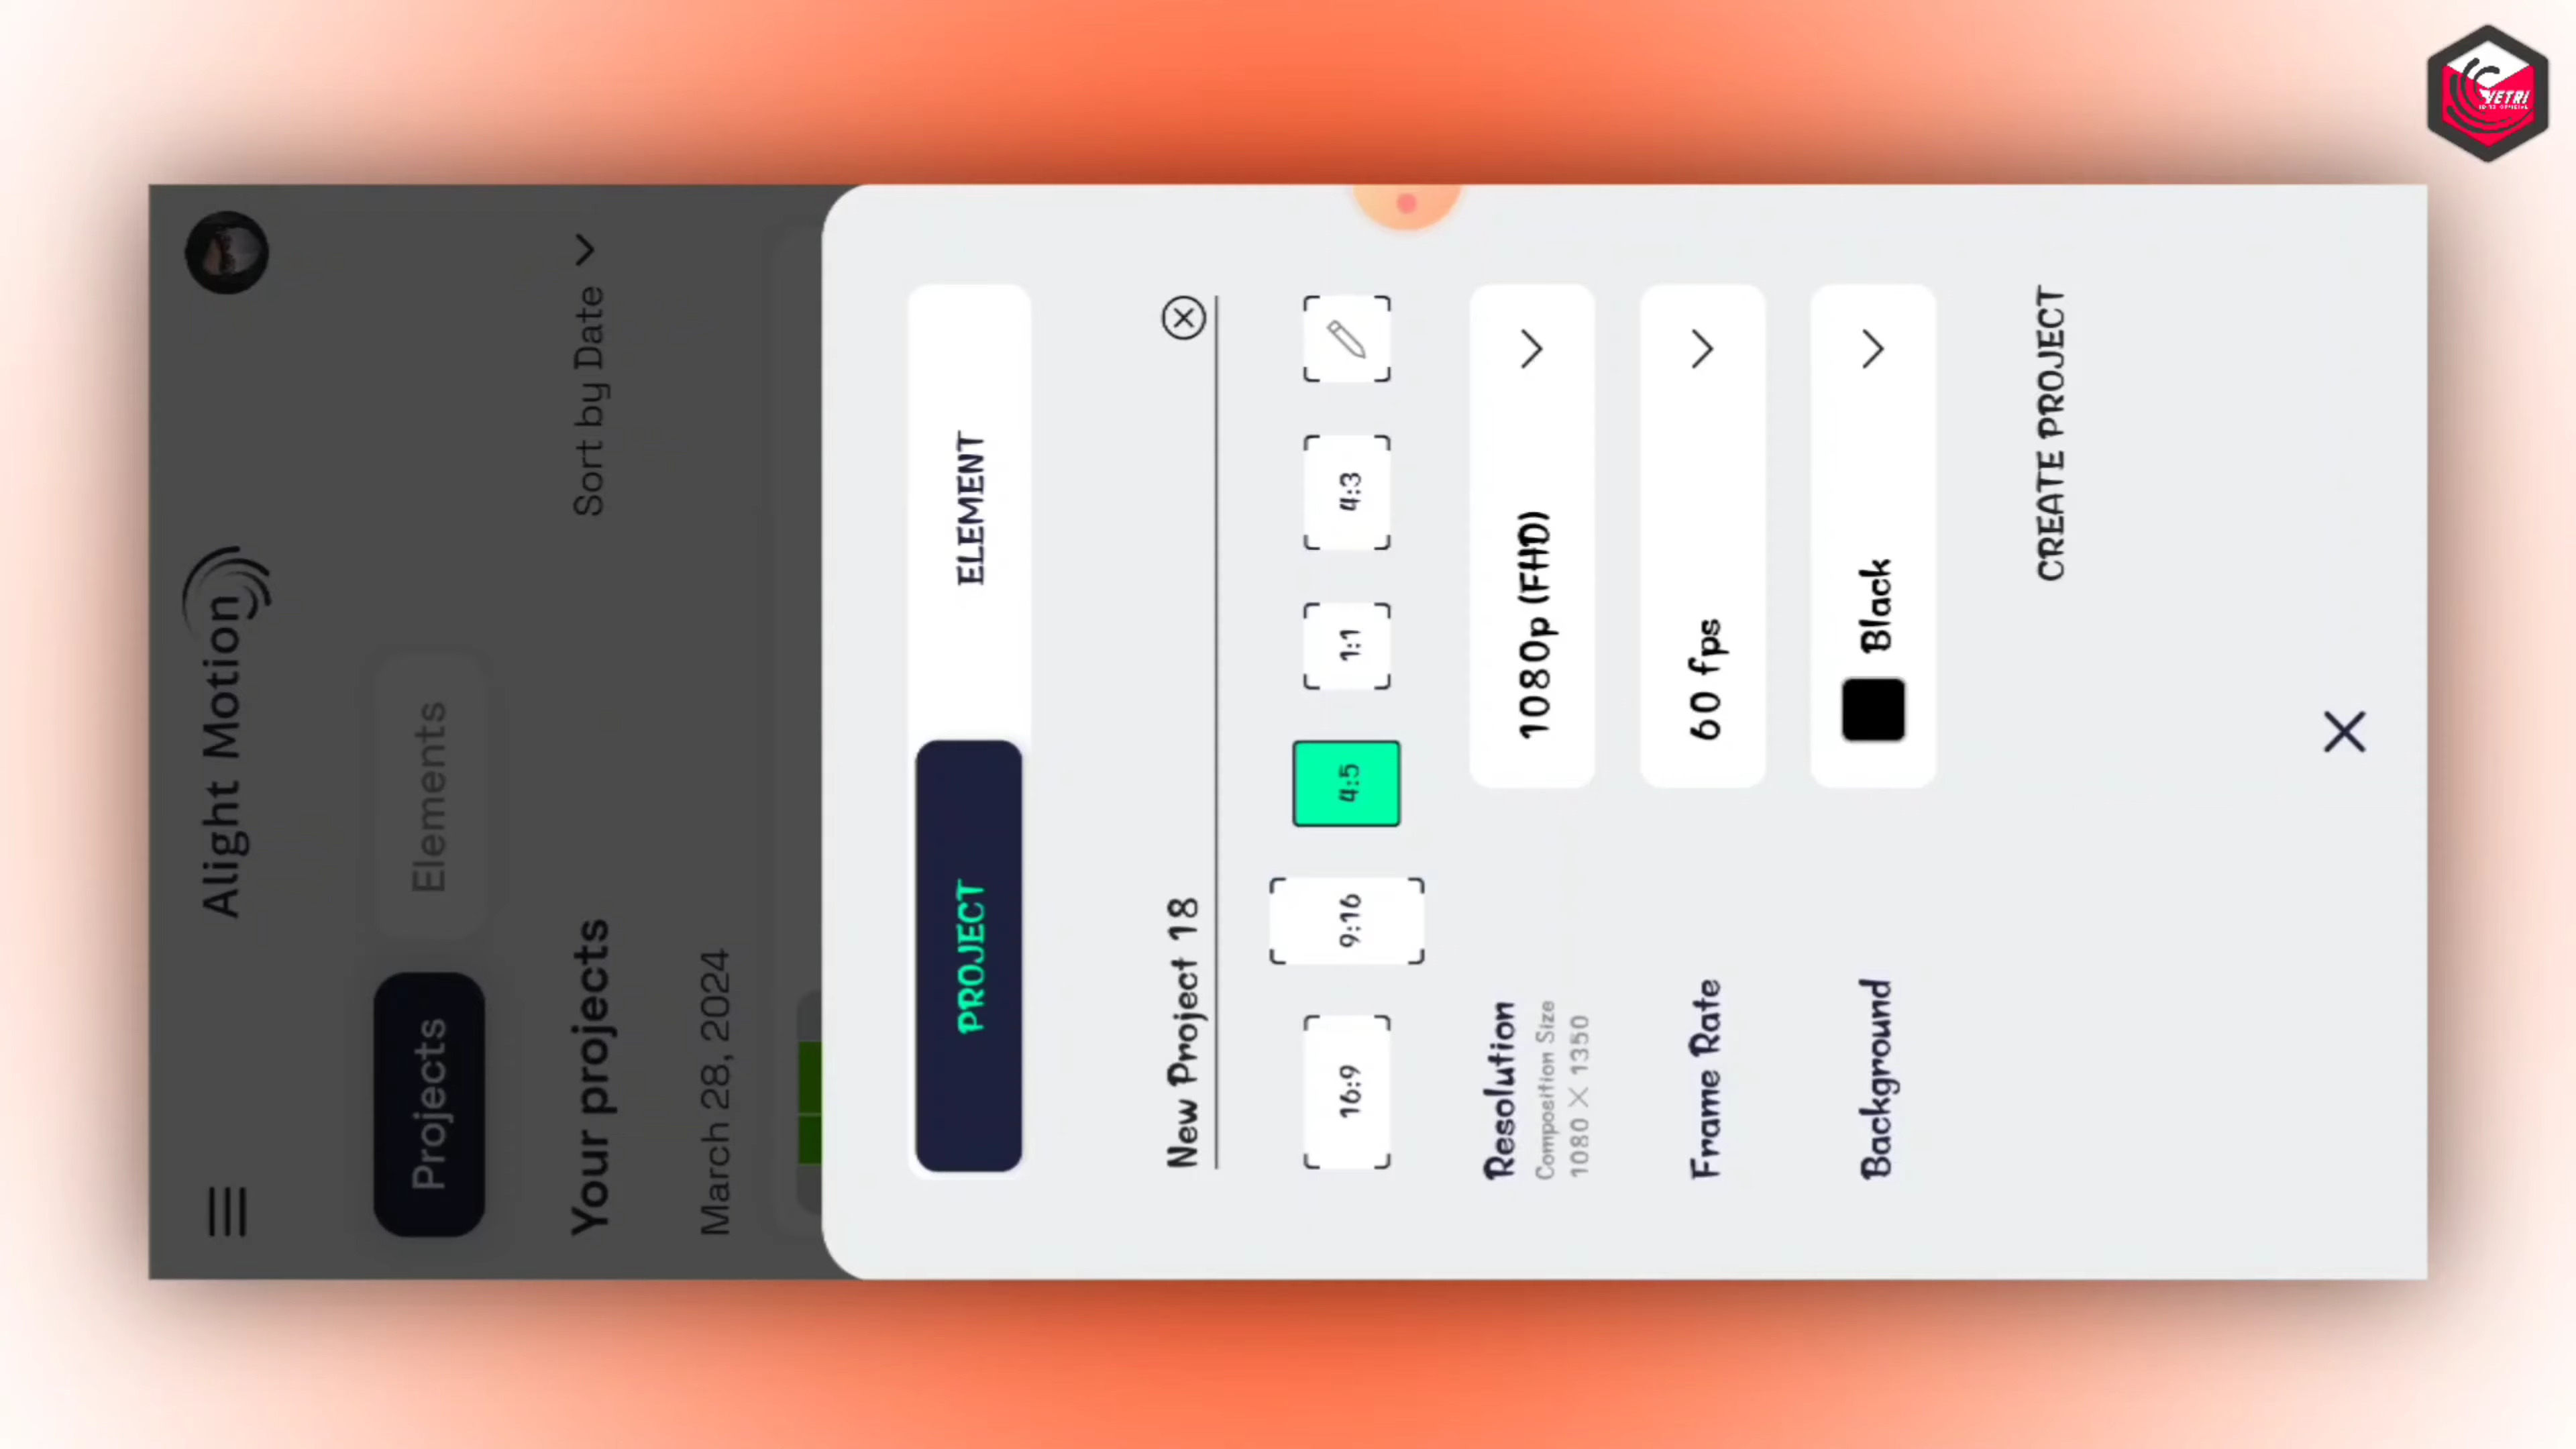 Alight Motion
Projects
Elements
Your projects
Sort by Date
March 28, 2024
PROJECT
ELEMENT
New Project 18
16:9
9:16
4:5
1:1
4:3
Resolution
Composition Size
1080 × 1350
1080p (FHD)
Frame Rate
60 fps
Background
Black
CREATE PROJECT
VETRI